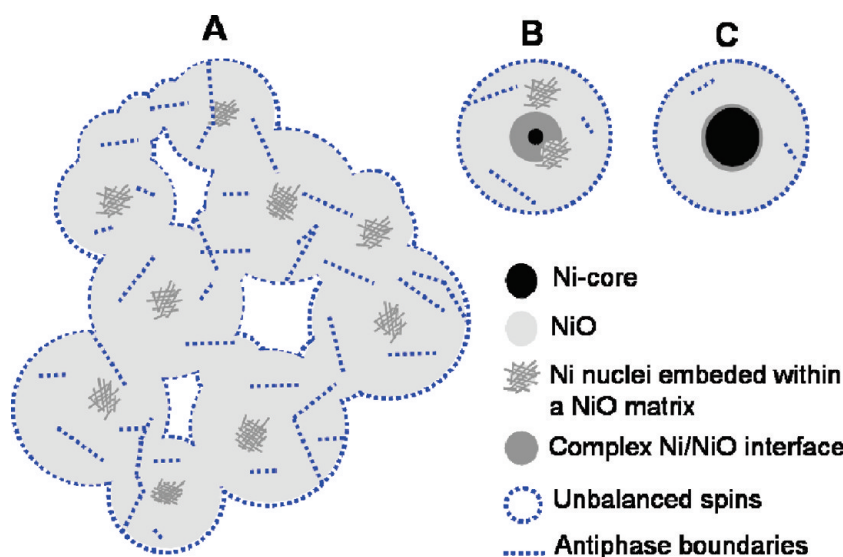 A
B
C
Ni-core
NiO
Ni nuclei embeded within
a NiO matrix
Complex Ni/NiO interface
Unbalanced spins
Antiphase boundaries